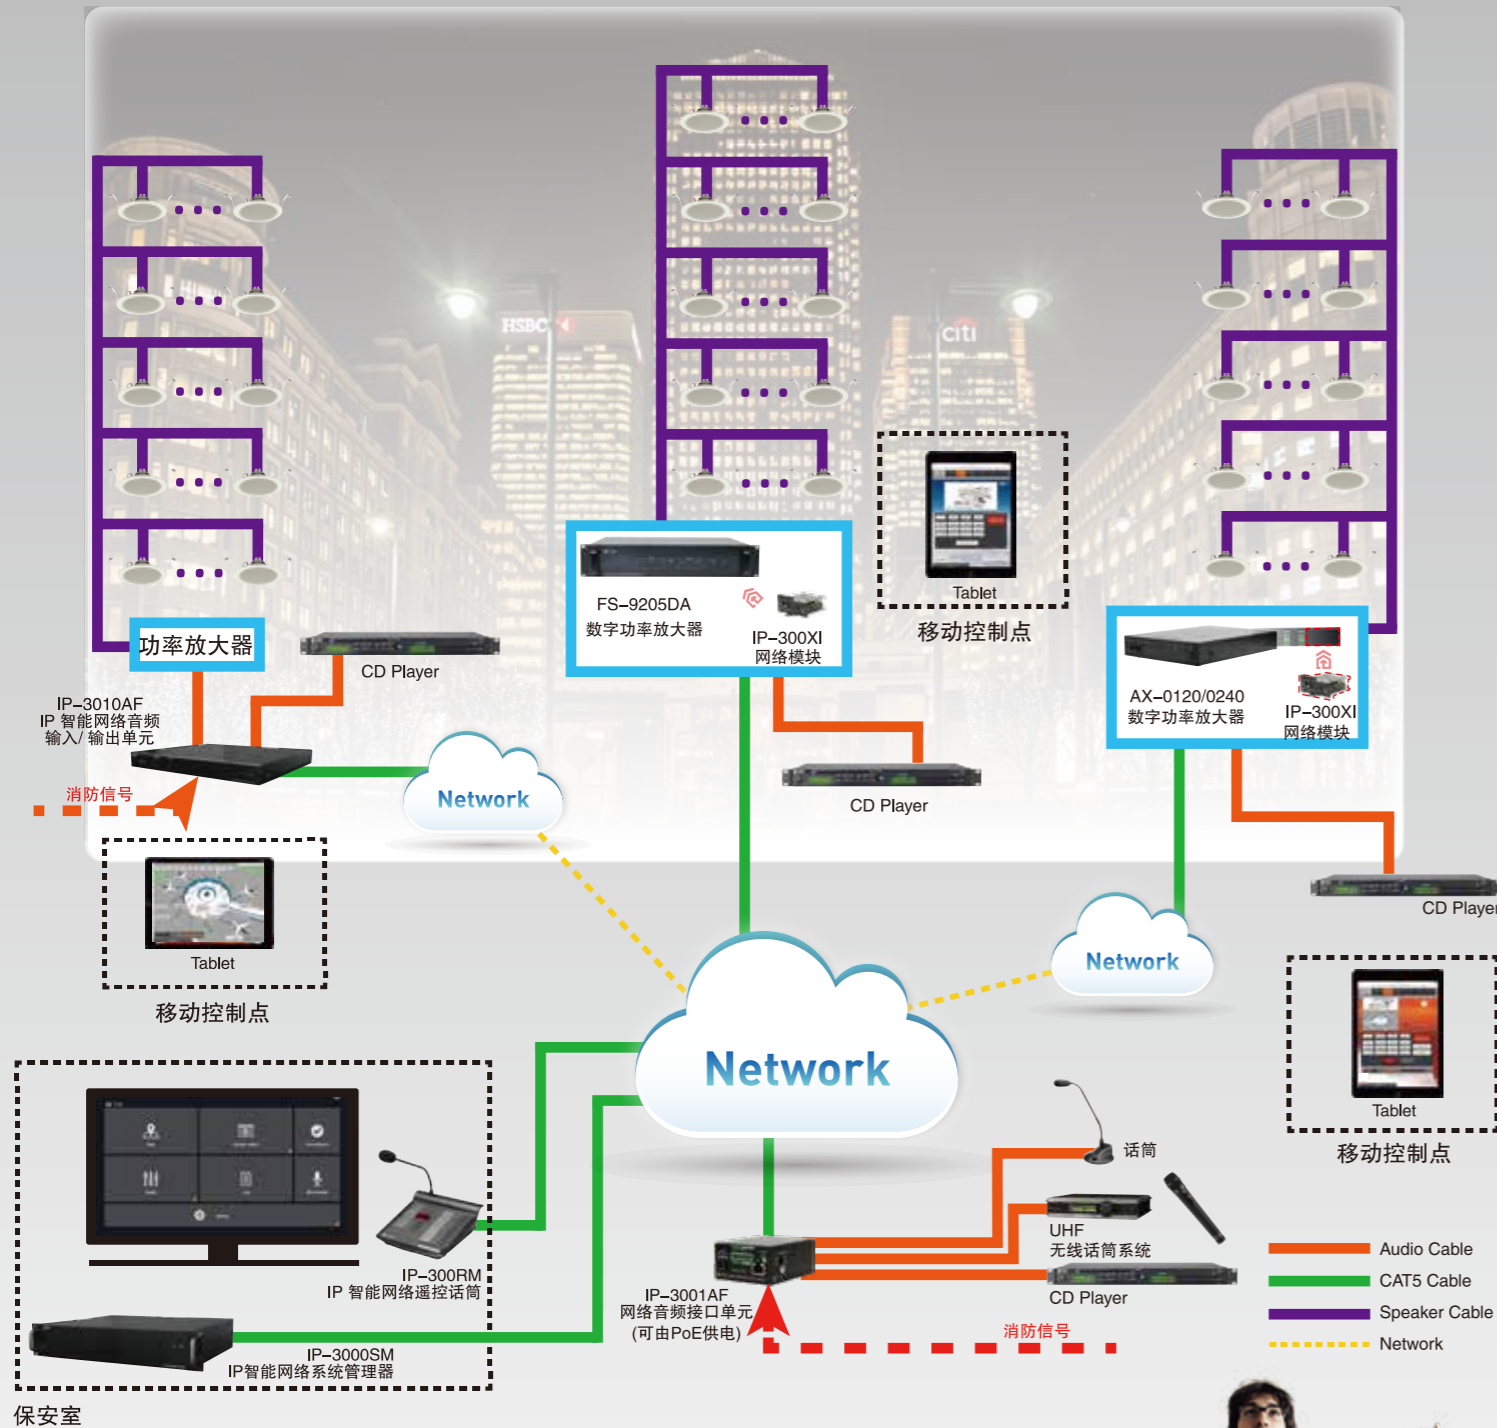 HSBC
citi
Tablet
移动控制点
FS-9205DA
数字功率放大器
IP-300XI
网络模块
功率放大器
CD Player
AX-0120/0240
数字功率放大器
IP-300XI
网络模块
IP-3010AF
IP 智能网络音频
输入/ 输出单元
消防信号
Network
CD Player
CD Player
Tablet
移动控制点
Network
Network
Tablet
移动控制点
话筒
UHF
无线话筒系统
CD Player
IP-300RM
IP 智能网络遥控话筒
IP-3001AF
网络音频接口单元
(可由PoE供电)
消防信号
IP-3000SM
IP智能网络系统管理器
保安室
Audio Cable
CAT5 Cable
Speaker Cable
Network